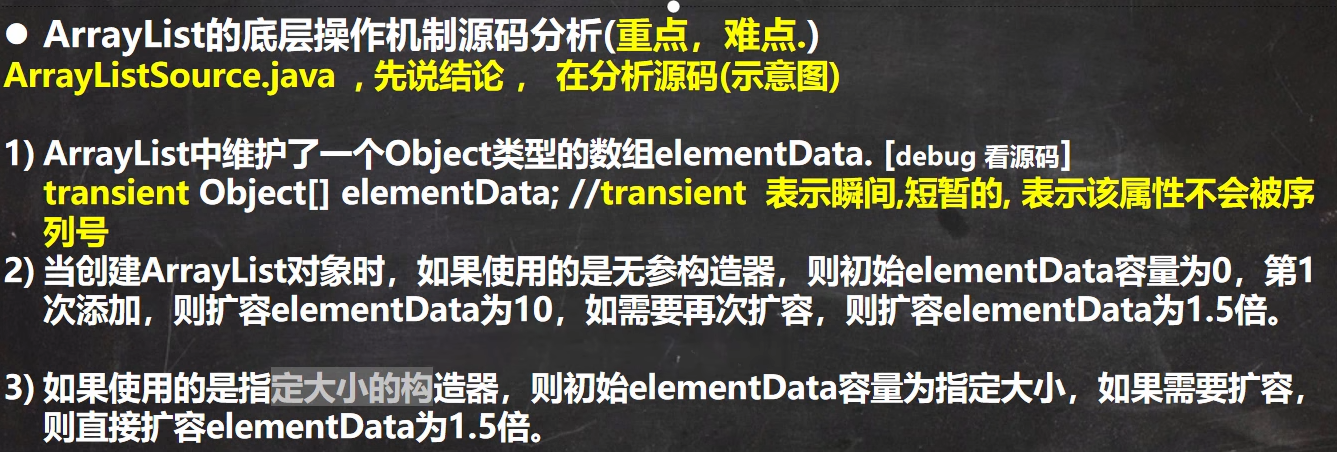 ● ArrayList的底层操作机制源码分析(重点，难点.)
ArrayListSource.java , 先说结论 ， 在分析源码(示意图)
1) ArrayList中维护了一个Object类型的数组elementData. [debug 看源码]
transient Object[] elementData; //transient 表示瞬间,短暂的, 表示该属性不会被序
列号
2) 当创建ArrayList对象时，如果使用的是无参构造器，则初始elementData容量为0，第1
次添加，则扩容elementData为10，如需要再次扩容，则扩容elementData为1.5倍。
3) 如果使用的是指定大小的构造器，则初始elementData容量为指定大小，如果需要扩容，
则直接扩容elementData为1.5倍。